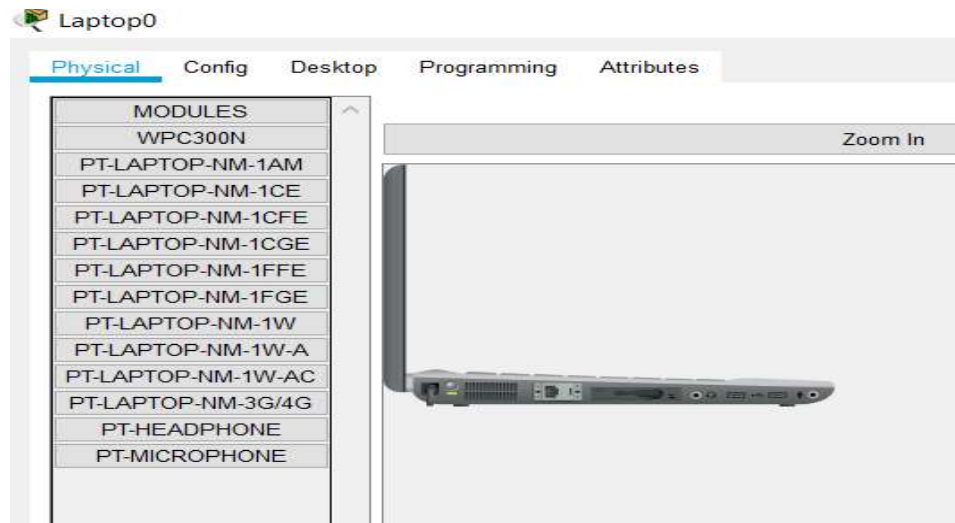 Laptop0
Physical Config Desktop Programming Attributes
MODULES
WPC300N
PT-LAPTOP-NM-1AM
PT-LAPTOP-NM-1CE
PT-LAPTOP-NM-1CFE
PT-LAPTOP-NM-1CGE
PT-LAPTOP-NM-1FFE
PT-LAPTOP-NM-1FGE
PT-LAPTOP-NM-1W
PT-LAPTOP-NM-1W-A
PT-LAPTOP-NM-1W-AC
PT-LAPTOP-NM-3G/4G
PT-HEADPHONE
PT-MICROPHONE
Zoom In